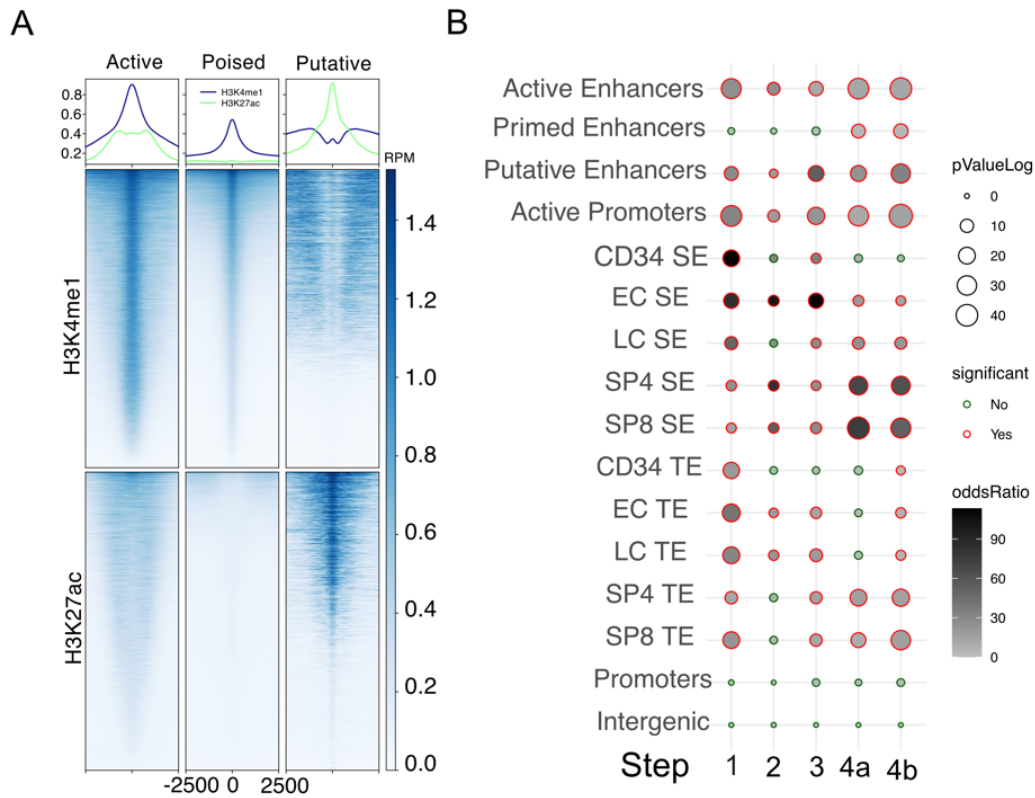 A
Active
Poised
Putative
H3K4me1
H3K27ac
0.8
0.6
0.4
0.2
RPM
H3K4me1
H3K27ac
1.4
1.2
1.0
0.8
0.6
0.4
0.2
0.0
-2500 0 2500
B
Active Enhancers
Primed Enhancers
Putative Enhancers
Active Promoters
CD34 SE
EC SE
LC SE
SP4 SE
SP8 SE
CD34 TE
EC TE
LC TE
SP4 TE
SP8 TE
Promoters
Intergenic
Step 1 2 3 4a 4b
pValueLog
0
10
20
30
40
significant
No
Yes
oddsRatio
90
60
30
0